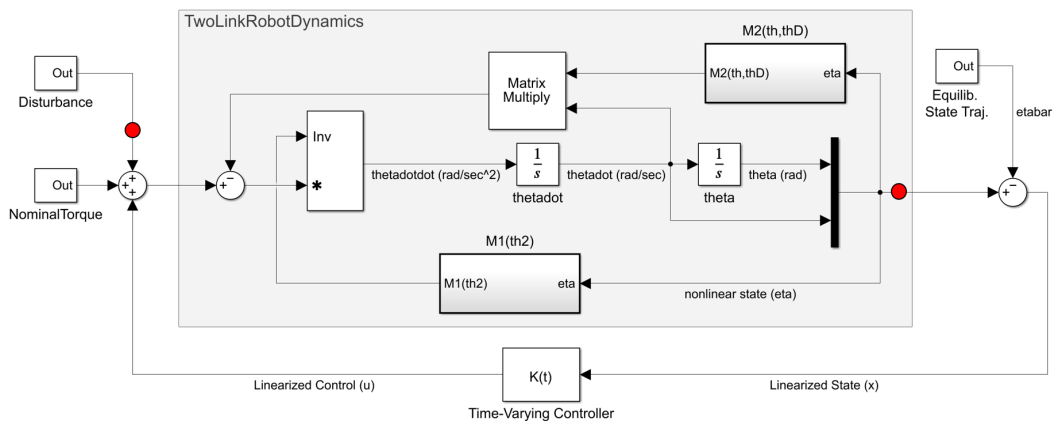 TwoLinkRobotDynamics
M2(th,thD)
Out
Disturbance
Matrix
Multiply
M2(th,thD)
eta
Out
Equilib.
State Traj.
etabar
Inv
*
1
s
thetadotdot (rad/sec^2)
thetadot
thetadot (rad/sec)
1
s
theta
theta (rad)
Out
NominalTorque
+
+
+
+
−
+
−
M1(th2)
M1(th2)
eta
nonlinear state (eta)
K(t)
Linearized Control (u)
Linearized State (x)
Time-Varying Controller